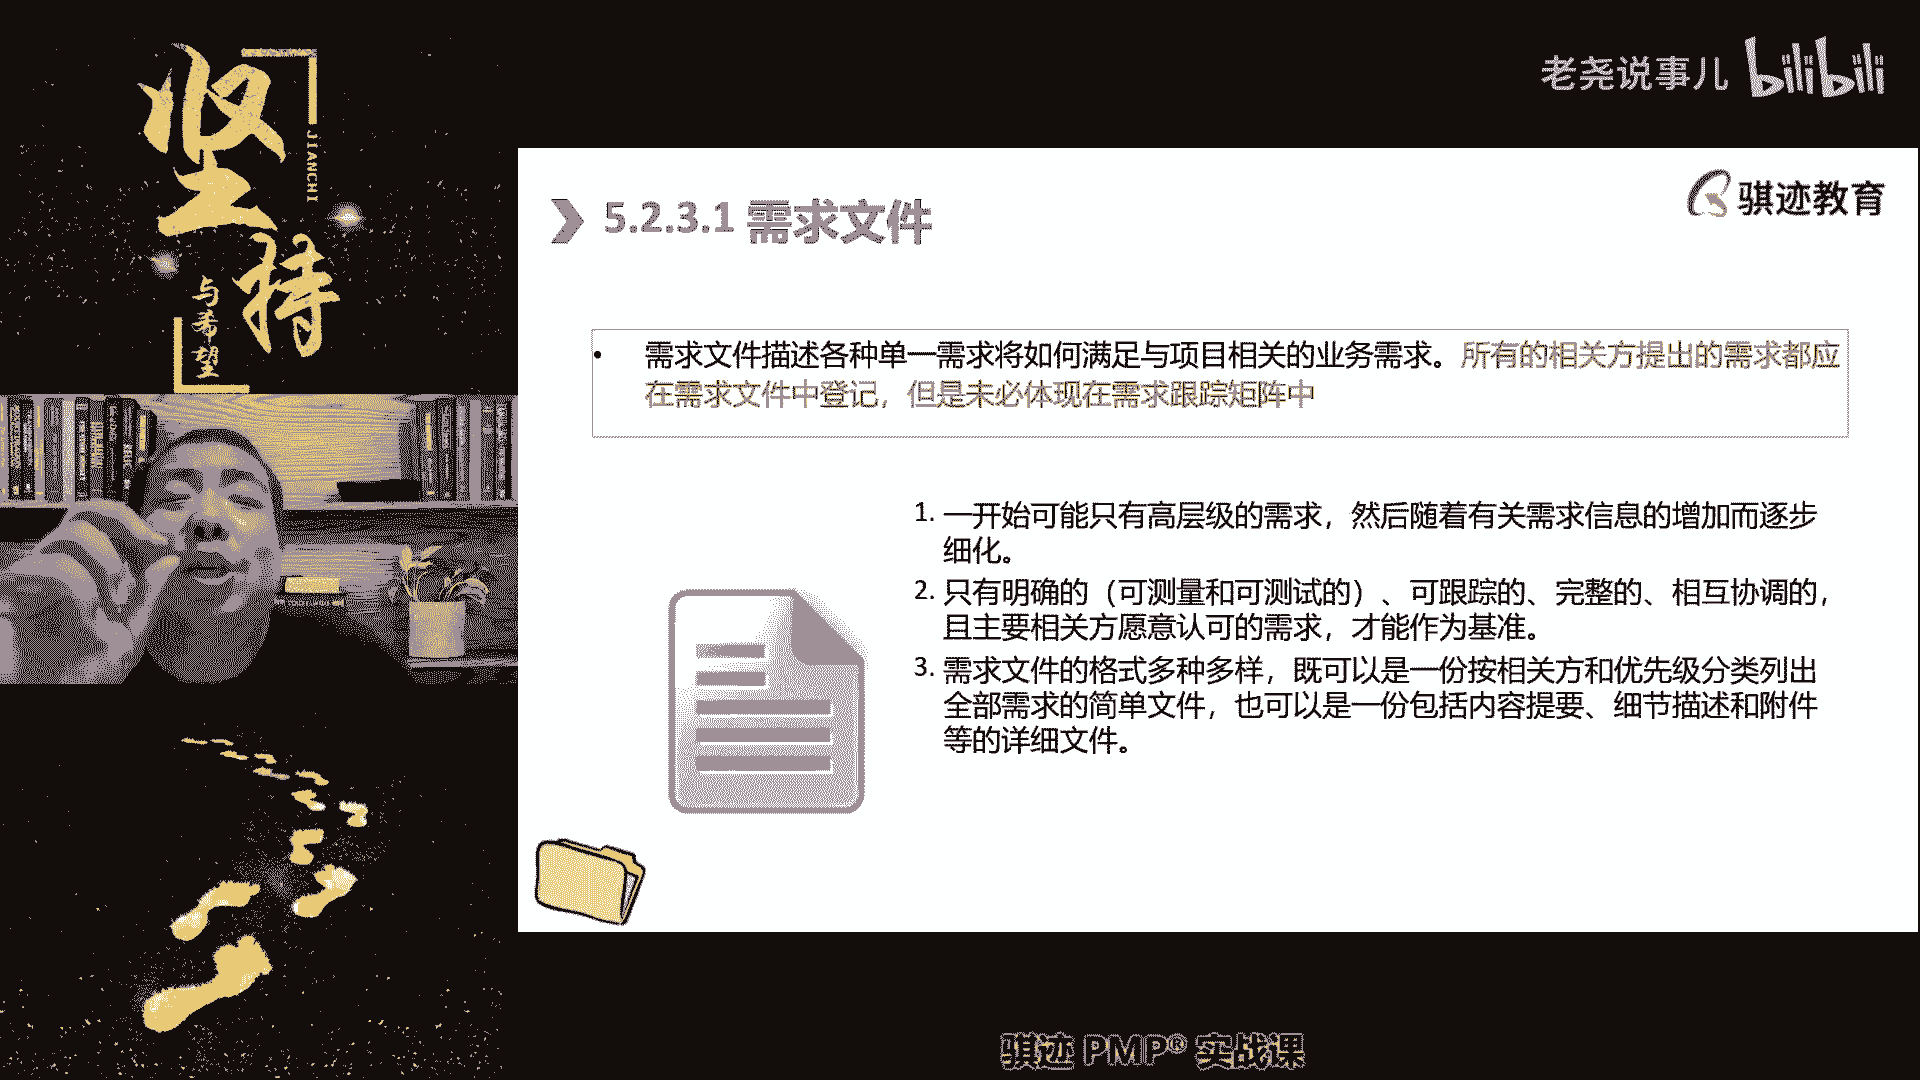 坚持
JIANCHI
与希望
老尧说事儿 bilibili
骐迹教育
5.2.3.1 需求文件
• 需求文件描述各种单一需求将如何满足与项目相关的业务需求。所有的相关方提出的需求都应
在需求文件中登记，但是未必体现在需求跟踪矩阵中
1. 一开始可能只有高层级的需求，然后随着有关需求信息的增加而逐步
细化。
2. 只有明确的（可测量和可测试的）、可跟踪的、完整的、相互协调的，
且主要相关方愿意认可的需求，才能作为基准。
3. 需求文件的格式多种多样，既可以是一份按相关方和优先级分类列出
全部需求的简单文件，也可以是一份包括内容提要、细节描述和附件
等的详细文件。
骐迹 PMP® 实战课